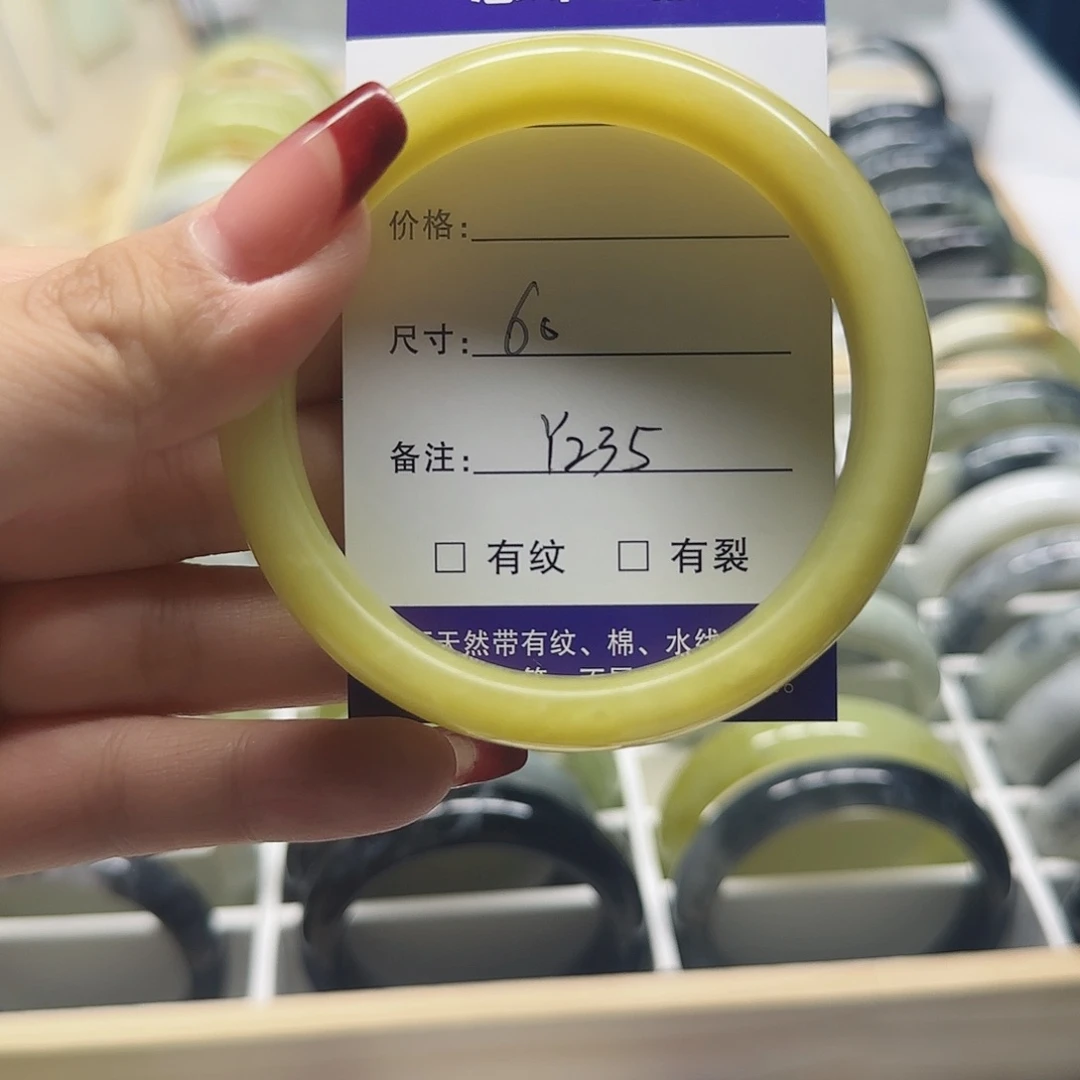 价格:
尺寸: 60
备注: Y235
□ 有纹 □ 有裂
天然带有纹、棉、水线